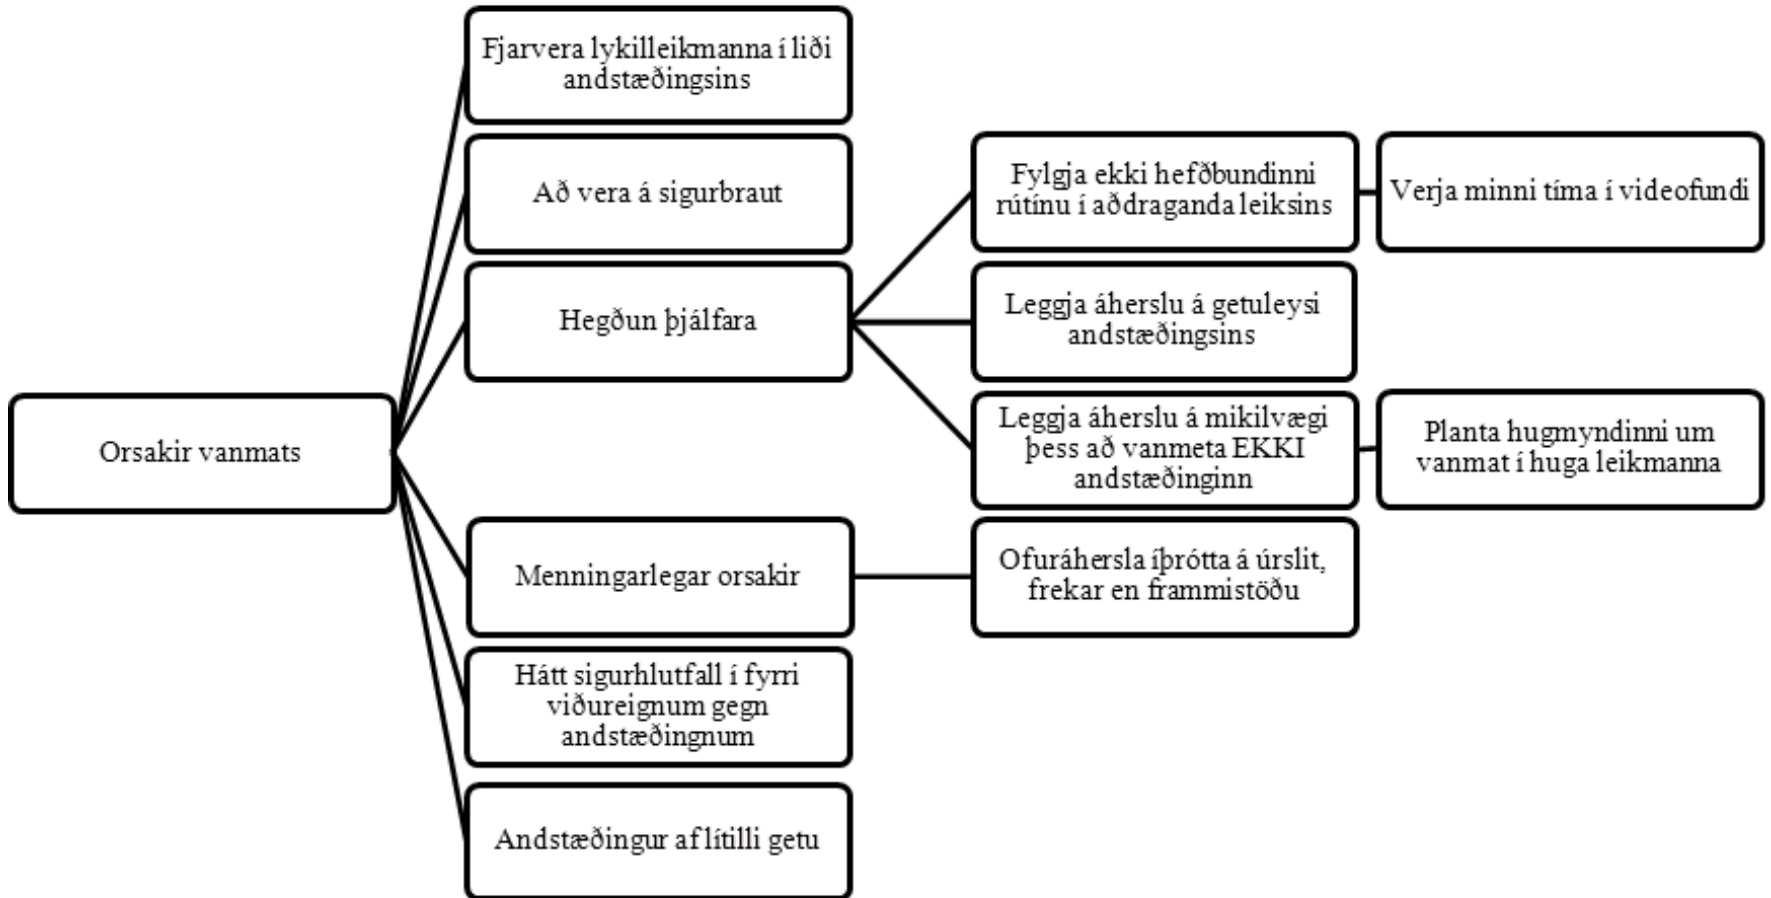 Orsakir vanmats
Fjarvera lykilleikmanna í liði
andstæðingsins
Að vera á sigurbraut
Hegðun þjálfara
Fylgja ekki hefðbundinni
rútínu í aðdraganda leiksins
Verja minni tíma í videofundi
Leggja áherslu á getuleysi
andstæðingsins
Leggja áherslu á mikilvægi
þess að vanmeta EKKI
andstæðinginn
Planta hugmyndinni um
vanmat í huga leikmanna
Menningarlegar orsakir
Ofuráhersla íþrótta á úrslit,
frekar en frammistöðu
Hátt sigurhlutfall í fyrri
viðureignum gegn
andstæðingnum
Andstæðingur af lítilli getu